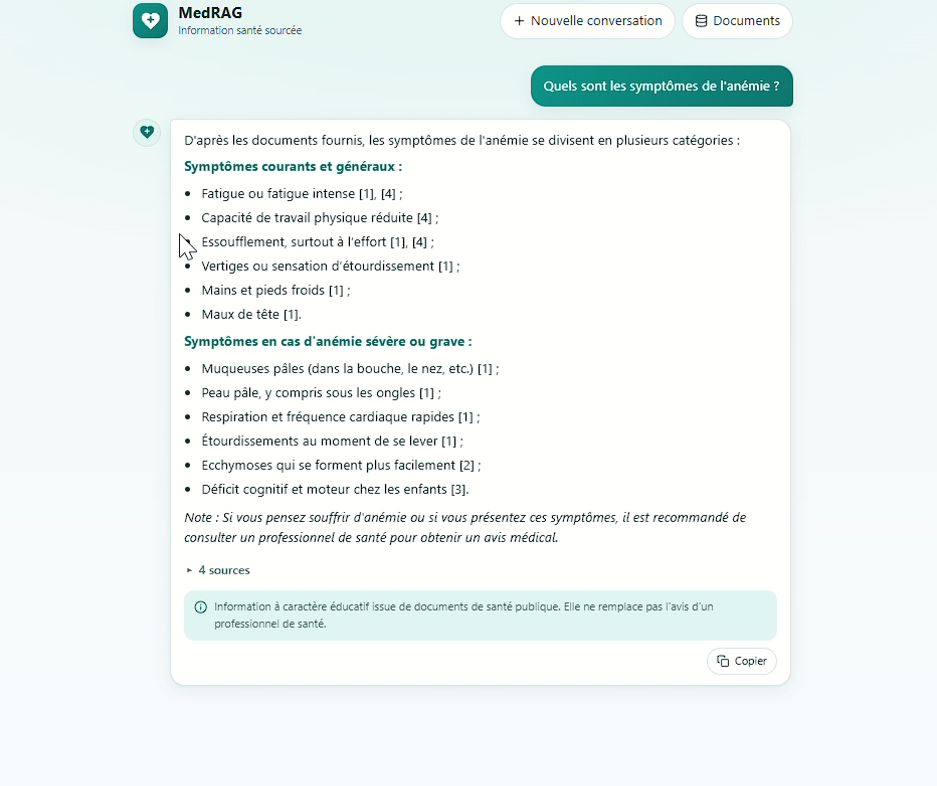 MedRAG
Information santé sourcée
+ Nouvelle conversation
Documents
Quels sont les symptômes de l'anémie ?
D'après les documents fournis, les symptômes de l'anémie se divisent en plusieurs catégories :
Symptômes courants et généraux :
• Fatigue ou fatigue intense [1], [4] ;
• Capacité de travail physique réduite [4] ;
• Essoufflement, surtout à l'effort [1], [4] ;
• Vertiges ou sensation d'étourdissement [1] ;
• Mains et pieds froids [1] ;
• Maux de tête [1].
Symptômes en cas d'anémie sévère ou grave :
• Muqueuses pâles (dans la bouche, le nez, etc.) [1] ;
• Peau pâle, y compris sous les ongles [1] ;
• Respiration et fréquence cardiaque rapides [1] ;
• Étourdissements au moment de se lever [1] ;
• Ecchymoses qui se forment plus facilement [2] ;
• Déficit cognitif et moteur chez les enfants [3].
Note : Si vous pensez souffrir d'anémie ou si vous présentez ces symptômes, il est recommandé de
consulter un professionnel de santé pour obtenir un avis médical.
▸ 4 sources
Information à caractère éducatif issue de documents de santé publique. Elle ne remplace pas l'avis d'un
professionnel de santé.
Copier